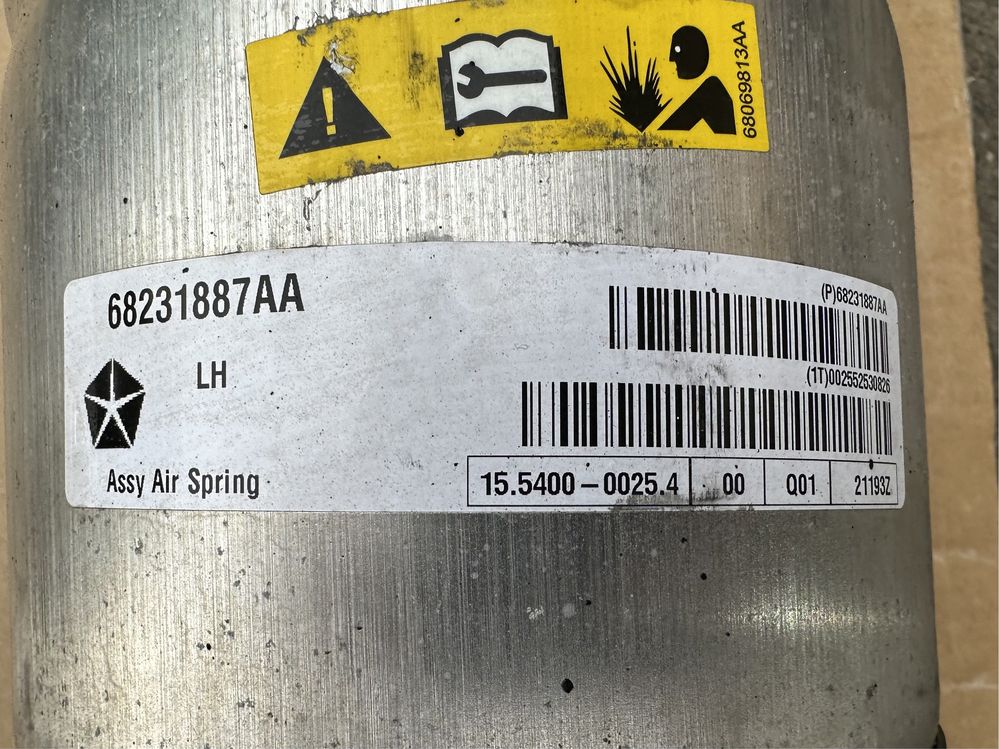 68069813AA
68231887AA
LH
Assy Air Spring
(P)68231887AA
(1T)002552530826
15.5400-0025.4 00 Q01 21193Z